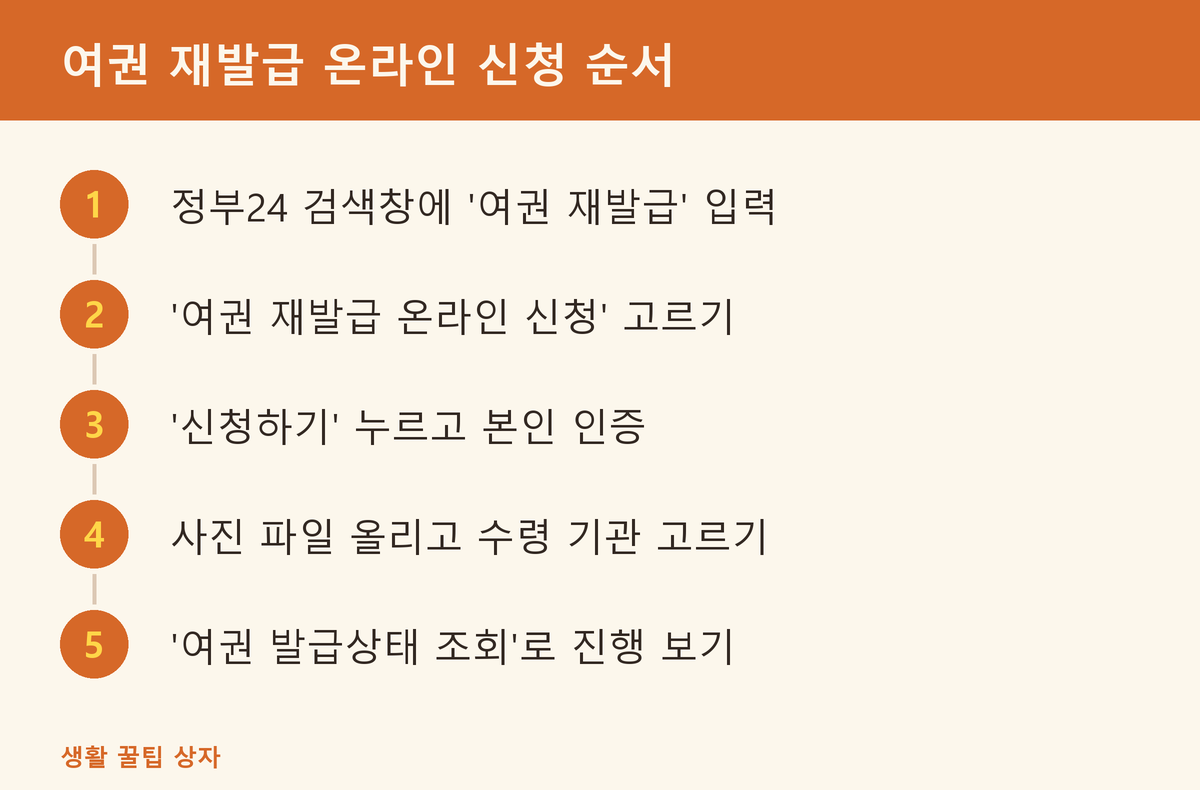 여권 재발급 온라인 신청 순서
1 정부24 검색창에 '여권 재발급' 입력
2 '여권 재발급 온라인 신청' 고르기
3 '신청하기' 누르고 본인 인증
4 사진 파일 올리고 수령 기관 고르기
5 '여권 발급상태 조회'로 진행 보기
생활 꿀팁 상자